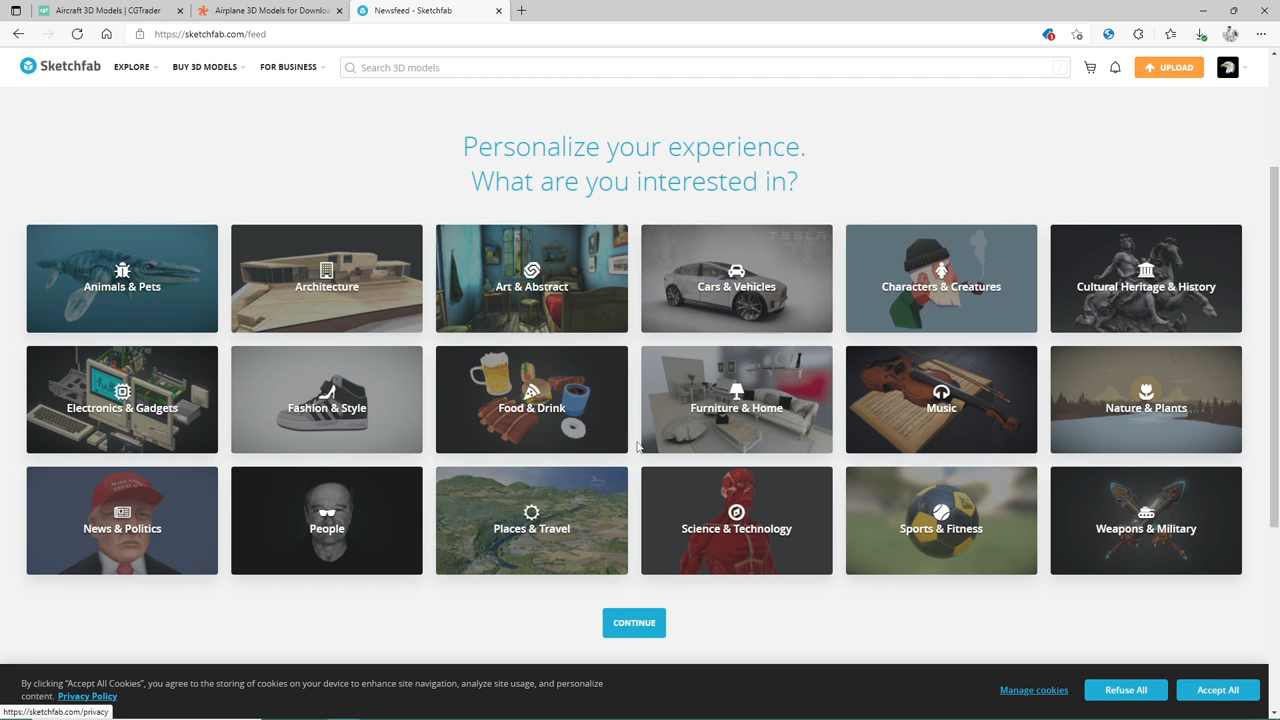 Aircraft 3D Models | CGTrader
Airplane 3D Models for Downlo
Newsfeed - Sketchfab
https://sketchfab.com/feed
1
Sketchfab
EXPLORE
BUY 3D MODELS
FOR BUSINESS
Search 3D models
/
UPLOAD
Personalize your experience.
What are you interested in?
TESLA
Animals & Pets
Architecture
Art & Abstract
Cars & Vehicles
Characters & Creatures
Cultural Heritage & History
Electronics & Gadgets
Fashion & Style
Food & Drink
Furniture & Home
Music
Nature & Plants
News & Politics
People
Places & Travel
Science & Technology
Sports & Fitness
Weapons & Military
CONTINUE
By clicking "Accept All Cookies", you agree to the storing of cookies on your device to enhance site navigation, analyze site usage, and personalize
content. Privacy Policy
Manage cookies
Refuse All
Accept All
https://sketchfab.com/privacy